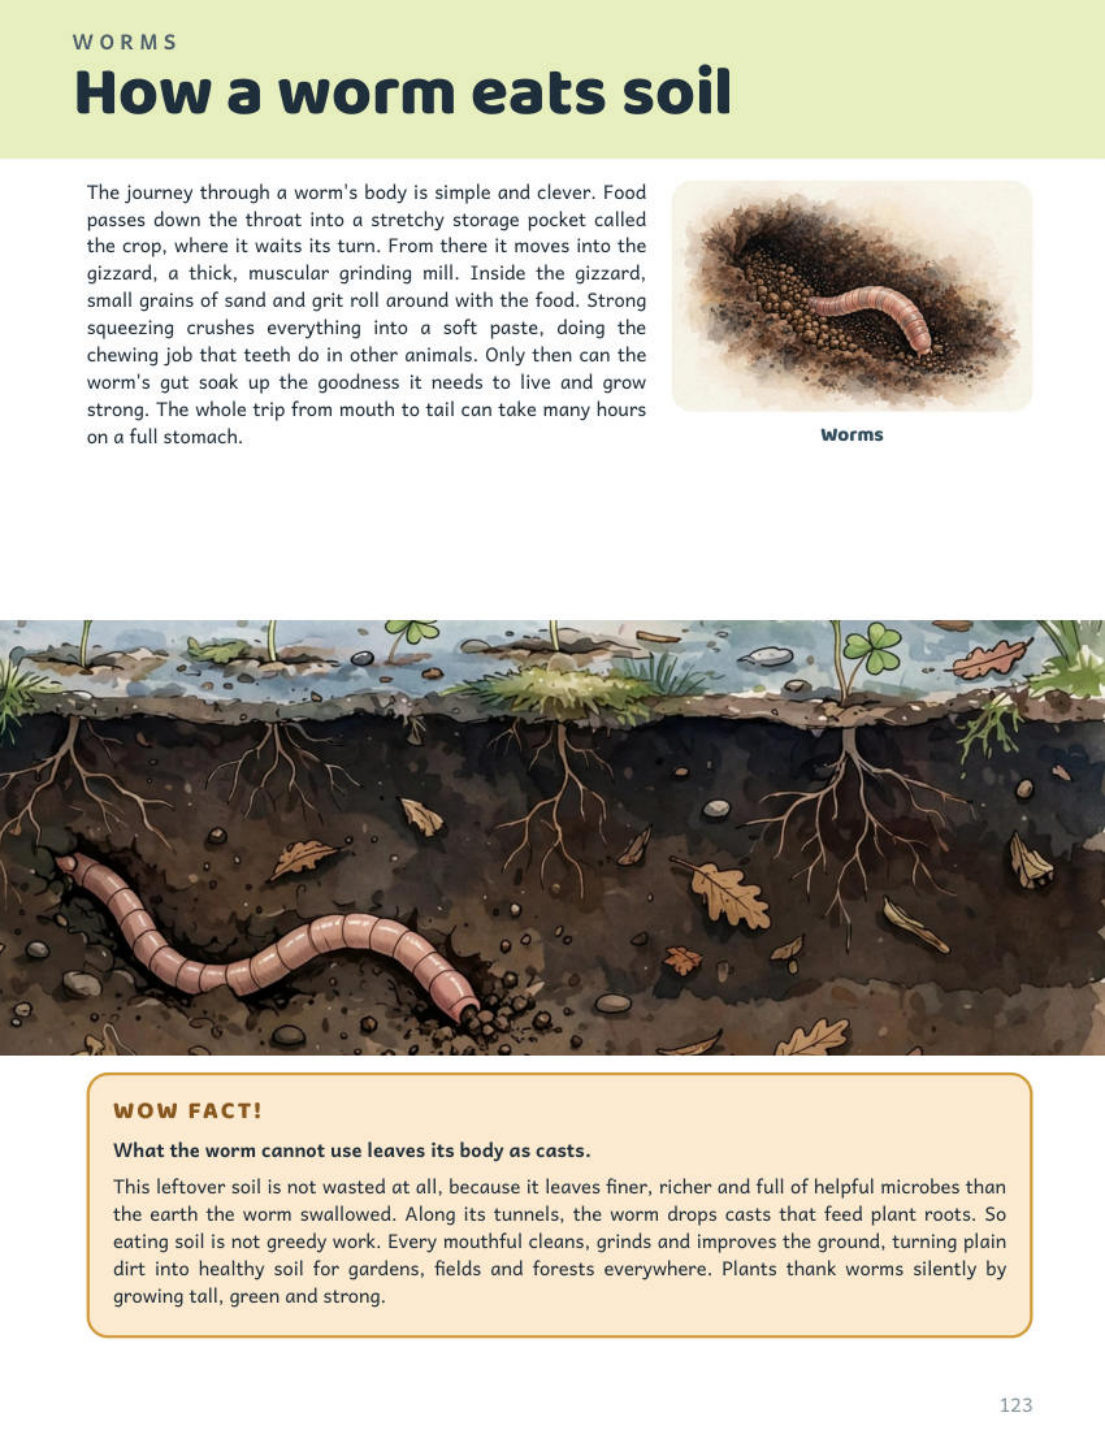 WORMS
How a worm eats soil
The journey through a worm's body is simple and clever. Food
passes down the throat into a stretchy storage pocket called
the crop, where it waits its turn. From there it moves into the
gizzard, a thick, muscular grinding mill. Inside the gizzard,
small grains of sand and grit roll around with the food. Strong
squeezing crushes everything into a soft paste, doing the
chewing job that teeth do in other animals. Only then can the
worm's gut soak up the goodness it needs to live and grow
strong. The whole trip from mouth to tail can take many hours
on a full stomach.
Worms
WOW FACT!
What the worm cannot use leaves its body as casts.
This leftover soil is not wasted at all, because it leaves finer, richer and full of helpful microbes than
the earth the worm swallowed. Along its tunnels, the worm drops casts that feed plant roots. So
eating soil is not greedy work. Every mouthful cleans, grinds and improves the ground, turning plain
dirt into healthy soil for gardens, fields and forests everywhere. Plants thank worms silently by
growing tall, green and strong.
123